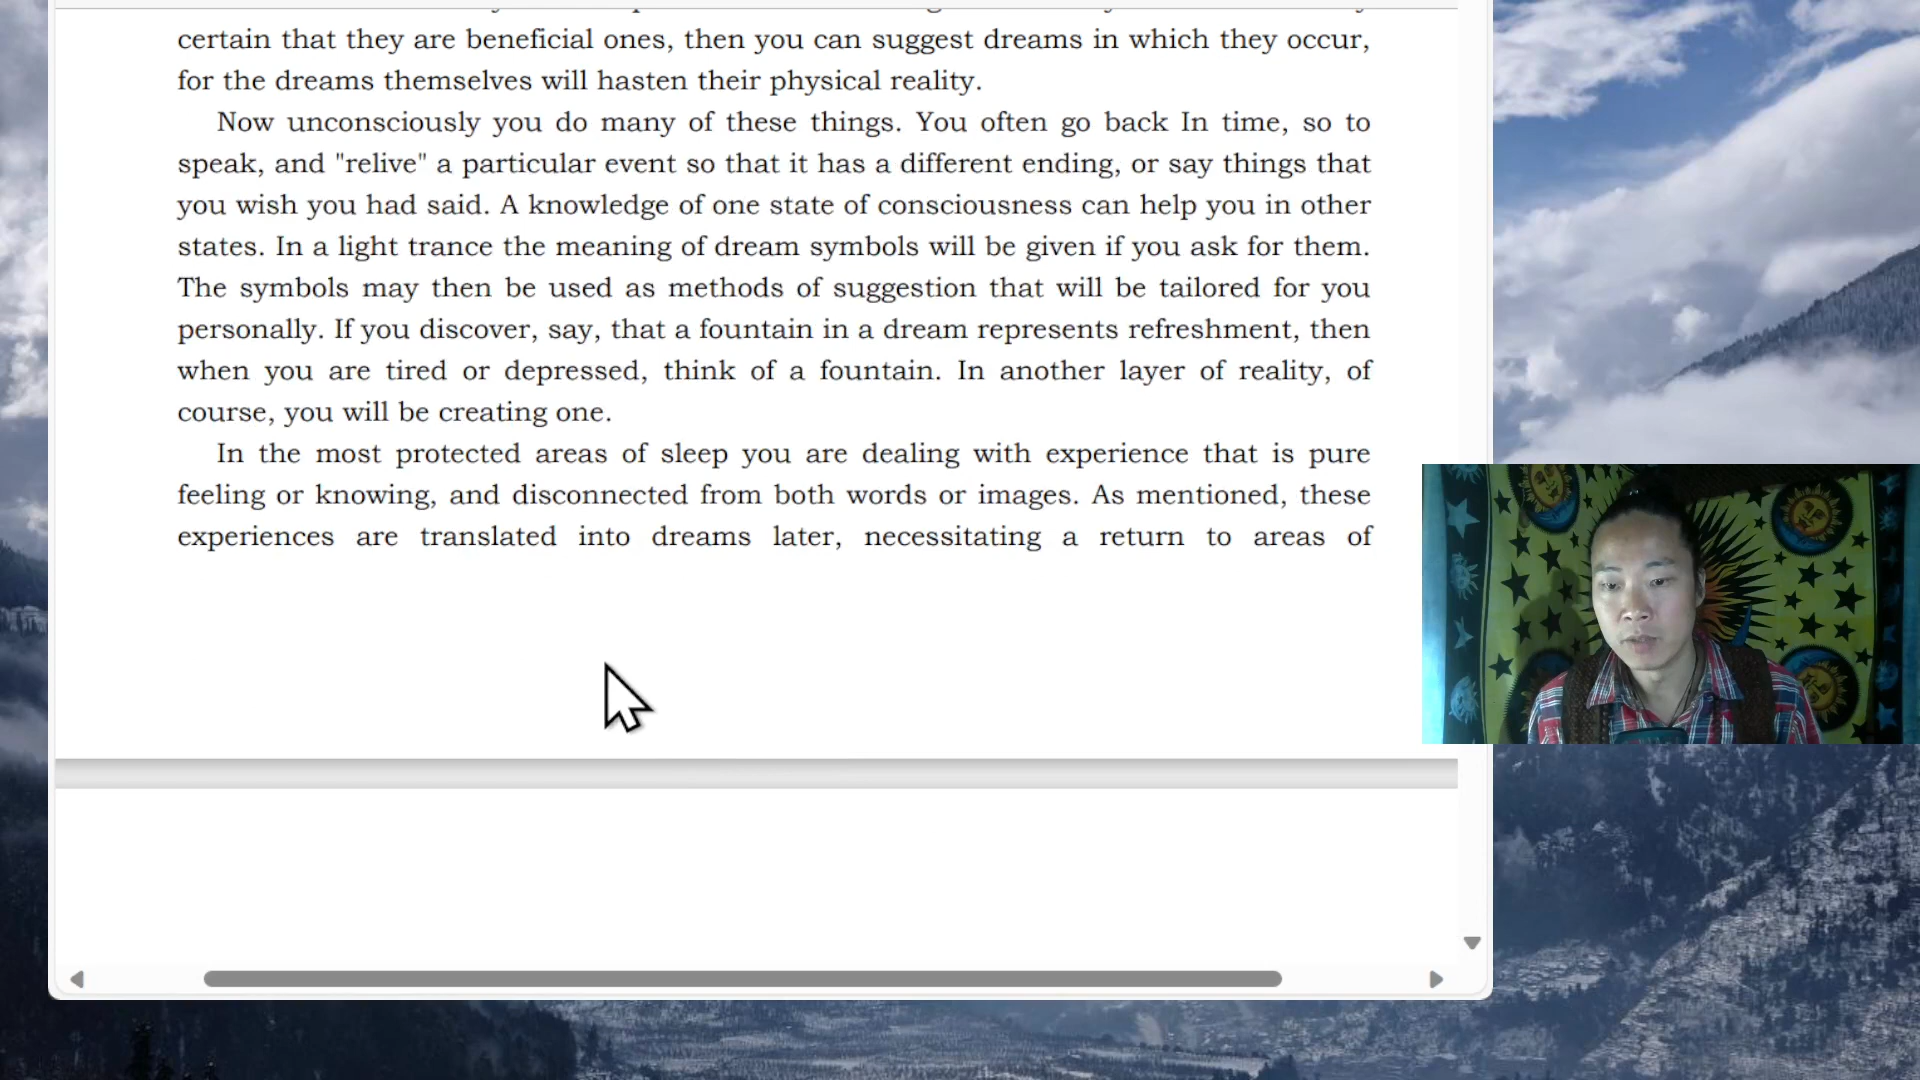 certain that they are beneficial ones, then you can suggest dreams in which they occur,
for the dreams themselves will hasten their physical reality.
Now unconsciously you do many of these things. You often go back In time, so to
speak, and "relive" a particular event so that it has a different ending, or say things that
you wish you had said. A knowledge of one state of consciousness can help you in other
states. In a light trance the meaning of dream symbols will be given if you ask for them.
The symbols may then be used as methods of suggestion that will be tailored for you
personally. If you discover, say, that a fountain in a dream represents refreshment, then
when you are tired or depressed, think of a fountain. In another layer of reality, of
course, you will be creating one.
In the most protected areas of sleep you are dealing with experience that is pure
feeling or knowing, and disconnected from both words or images. As mentioned, these
experiences are translated into dreams later, necessitating a return to areas of